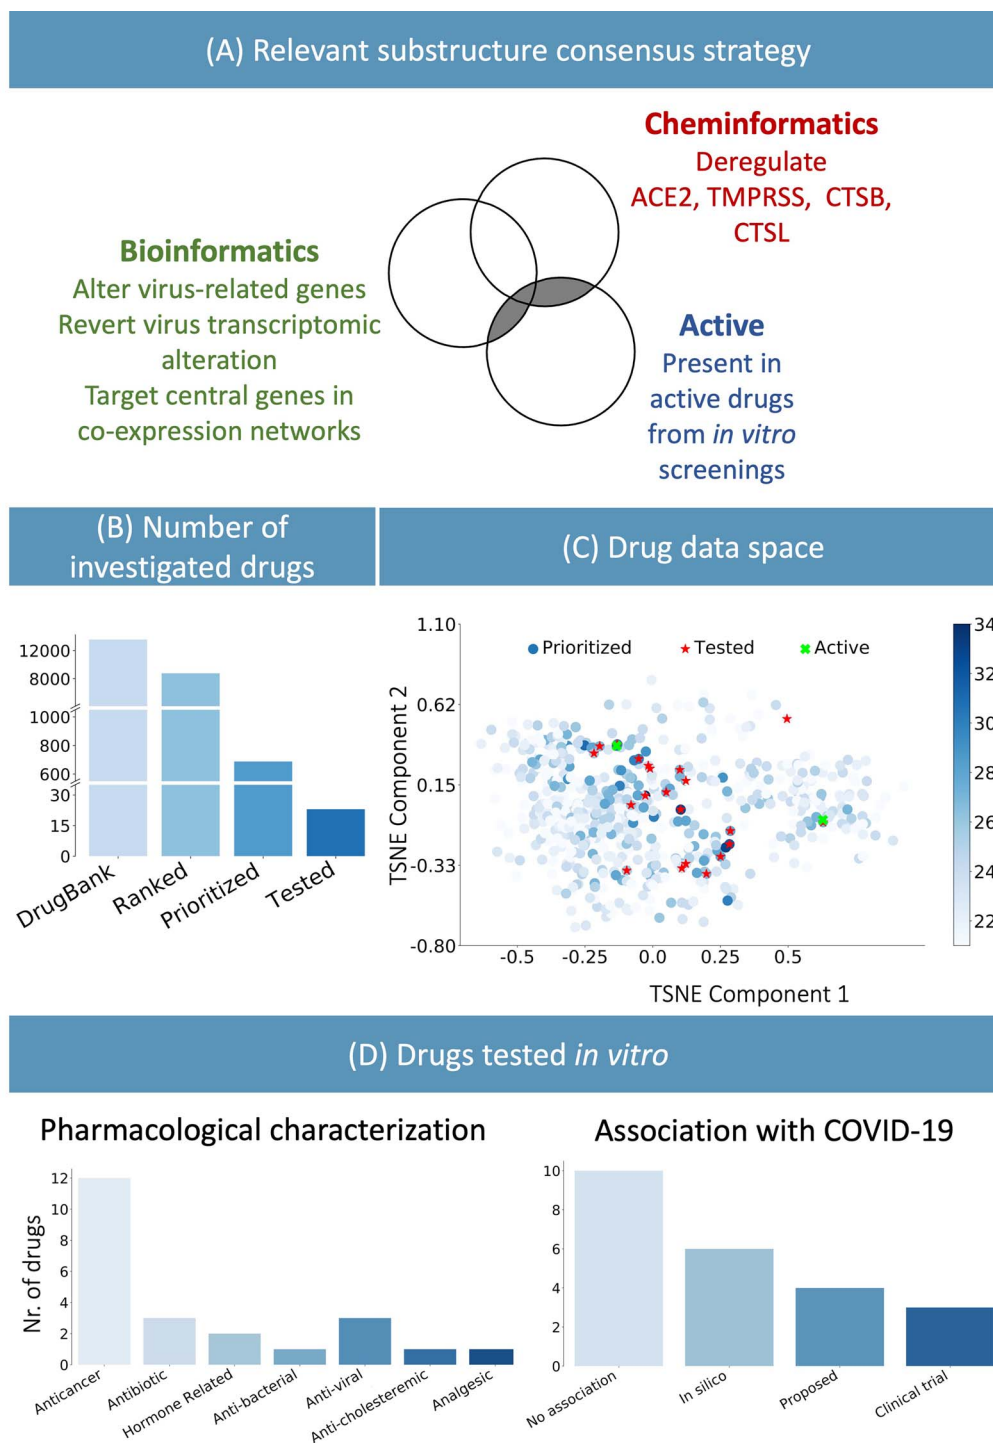 (A) Relevant substructure consensus strategy
Cheminformatics
Deregulate
ACE2, TMPRSS, CTSB,
CTSL
Bioinformatics
Alter virus-related genes
Revert virus transcriptomic
alteration
Target central genes in
co-expression networks
Active
Present in
active drugs
from in vitro
screenings
(B) Number of
investigated drugs
12000
8000
1000
800
600
30
15
0
DrugBank
Ranked
Prioritized
Tested
(C) Drug data space
1.10
0.62
0.15
-0.33
-0.80
TSNE Component 2
Prioritized
Tested
Active
-0.5
-0.25
0.0
0.25
0.5
TSNE Component 1
34
32
30
28
26
24
22
(D) Drugs tested in vitro
Pharmacological characterization
Nr. of drugs
12
10
8
6
4
2
0
Anticancer
Antibiotic
Hormone Related
Anti-bacterial
Anti-viral
Anti-cholesteremic
Analgesic
Association with COVID-19
10
8
6
4
2
0
No association
In silico
Proposed
Clinical trial